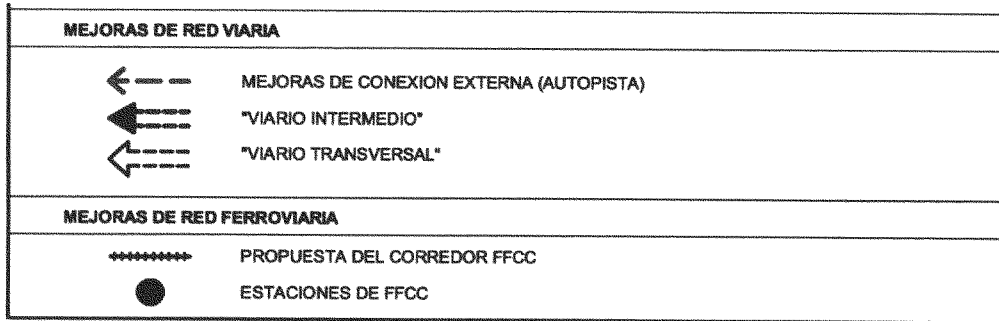 MEJORAS DE RED VIARIA
MEJORAS DE CONEXION EXTERNA (AUTOPISTA)
"VIARIO INTERMEDIO"
"VIARIO TRANSVERSAL"
MEJORAS DE RED FERROVIARIA
PROPUESTA DEL CORREDOR FFCC
ESTACIONES DE FFCC